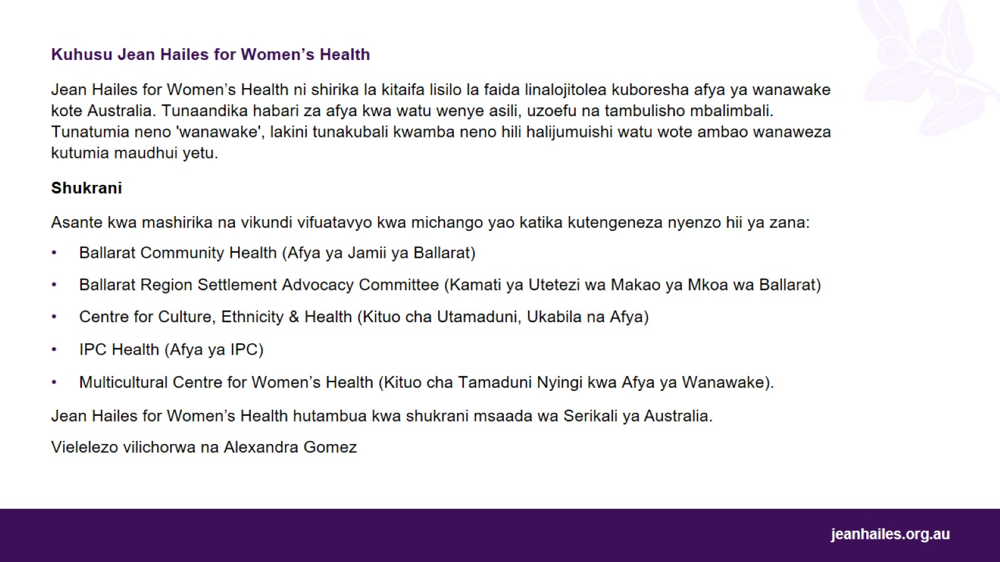 Kuhusu Jean Hailes for Women’s Health
Jean Hailes for Women’s Health ni shirika la kitaifa lisilo la faida linalojitolea kuboresha afya ya wanawake
kote Australia. Tunaandika habari za afya kwa watu wenye asili, uzoefu na tambulisho mbalimbali.
Tunatumia neno 'wanawake', lakini tunakubali kwamba neno hili halijumuishi watu wote ambao wanaweza
kutumia maudhui yetu.
Shukrani
Asante kwa mashirika na vikundi vifuatavyo kwa michango yao katika kutengeneza nyenzo hii ya zana:
• Ballarat Community Health (Afya ya Jamii ya Ballarat)
• Ballarat Region Settlement Advocacy Committee (Kamati ya Utetezi wa Makao ya Mkoa wa Ballarat)
• Centre for Culture, Ethnicity & Health (Kituo cha Utamaduni, Ukabila na Afya)
• IPC Health (Afya ya IPC)
• Multicultural Centre for Women’s Health (Kituo cha Tamaduni Nyingi kwa Afya ya Wanawake).
Jean Hailes for Women’s Health hutambua kwa shukrani msaada wa Serikali ya Australia.
Vielelezo vilichorwa na Alexandra Gomez
jeanhailes.org.au